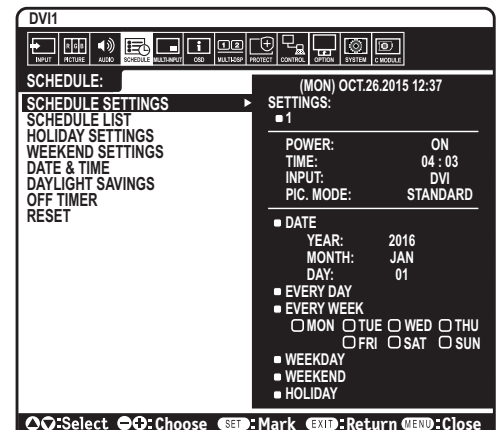 DVI1
INPUT PICTURE AUDIO SCHEDULE MULTI-INPUT OSD MULTI-DSP PROTECT CONTROL OPTION SYSTEM C MODULE
SCHEDULE:
SCHEDULE SETTINGS
SCHEDULE LIST
HOLIDAY SETTINGS
WEEKEND SETTINGS
DATE & TIME
DAYLIGHT SAVINGS
OFF TIMER
RESET
(MON) OCT.26.2015 12:37
SETTINGS:
1
POWER: ON
TIME: 04 : 03
INPUT: DVI
PIC. MODE: STANDARD
DATE
YEAR: 2016
MONTH: JAN
DAY: 01
EVERY DAY
EVERY WEEK
MON TUE WED THU
FRI SAT SUN
WEEKDAY
WEEKEND
HOLIDAY
:Select :Choose SET:Mark EXIT:Return MENU:Close